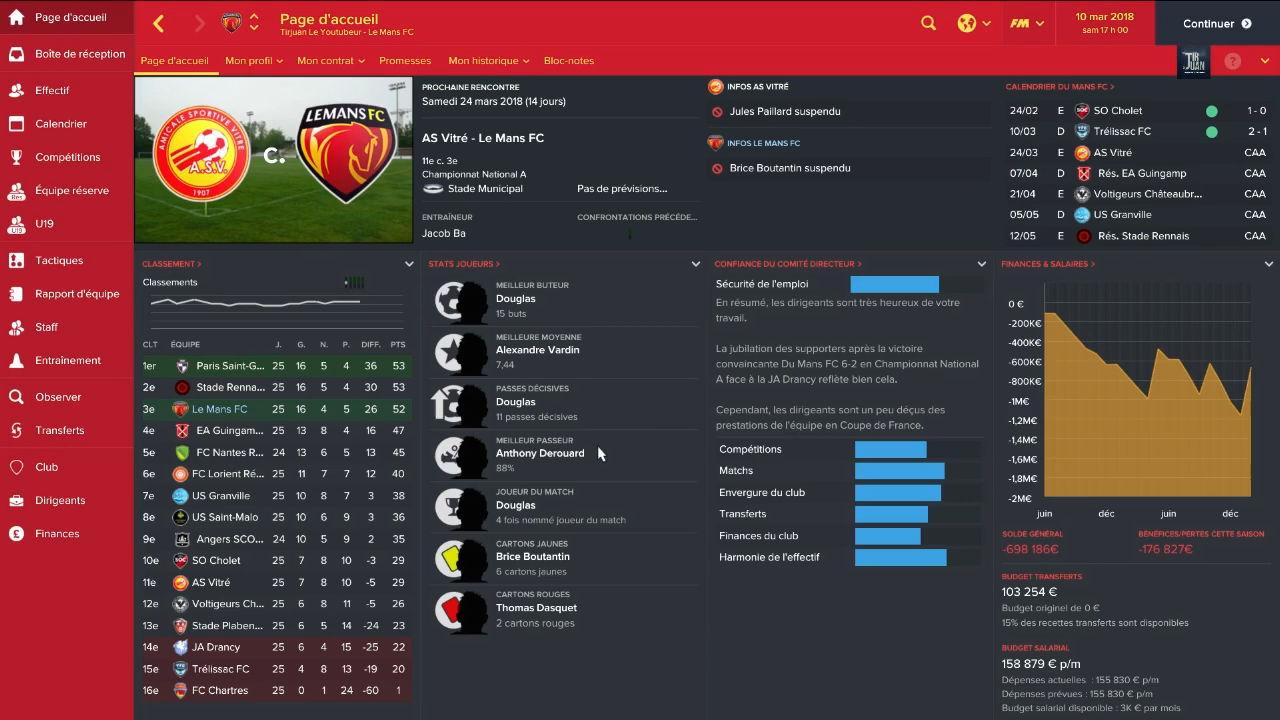 Page d'accueil
Boîte de réception
Effectif
Calendrier
Compétitions
Équipe réserve
U19
Tactiques
Rapport d'équipe
Staff
Entraînement
Observer
Transferts
Club
Dirigeants
Finances
Page d'accueil
Tirjuan Le Youtubeur - Le Mans FC
FM
10 mar 2018
sam 17 h 00
Continuer
Page d'accueil Mon profil Mon contrat Promesses Mon historique Bloc-notes
TIRJUAN
AMICALE SPORTIVE VITRÉ
A.S.V.
1907
c.
LEMANSFC
PROCHAINE RENCONTRE
Samedi 24 mars 2018 (14 jours)
AS Vitré - Le Mans FC
11e c. 3e
Championnat National A
Stade Municipal Pas de prévisions...
ENTRAÎNEUR CONFRONTATIONS PRÉCÉDE...
Jacob Ba
INFOS AS VITRÉ
Jules Paillard suspendu
INFOS LE MANS FC
Brice Boutantin suspendu
CALENDRIER DU MANS FC >
24/02 E SO Cholet 1 - 0
10/03 D Trélissac FC 2 - 1
24/03 E AS Vitré CAA
07/04 D Rés. EA Guingamp CAA
21/04 E Voltigeurs Châteaubr... CAA
05/05 D US Granville CAA
12/05 E Rés. Stade Rennais CAA
CLASSEMENT >
Classements
CLT ÉQUIPE J. G. N. P. DIFF. PTS
1er Paris Saint-G... 25 16 5 4 36 53
2e Stade Renna... 25 16 5 4 30 53
3e Le Mans FC 25 16 4 5 26 52
4e EA Guingam... 25 13 8 4 16 47
5e FC Nantes R... 24 13 6 5 13 45
6e FC Lorient Ré... 25 11 7 7 12 40
7e US Granville 25 10 8 7 3 38
8e US Saint-Malo 25 10 6 9 3 36
9e Angers SCO... 24 10 5 9 2 35
10e SO Cholet 25 7 8 10 -3 29
11e AS Vitré 25 7 8 10 -5 29
12e Voltigeurs Ch... 25 6 8 11 -5 26
13e Stade Plaben... 25 6 5 14 -24 23
14e JA Drancy 25 6 4 15 -25 22
15e Trélissac FC 25 4 8 13 -19 20
16e FC Chartres 25 0 1 24 -60 1
STATS JOUEURS >
MEILLEUR BUTEUR
Douglas
15 buts
MEILLEURE MOYENNE
Alexandre Vardin
7,44
PASSES DÉCISIVES
Douglas
11 passes décisives
MEILLEUR PASSEUR
Anthony Derouard
88%
JOUEUR DU MATCH
Douglas
4 fois nommé joueur du match
CARTONS JAUNES
Brice Boutantin
6 cartons jaunes
CARTONS ROUGES
Thomas Dasquet
2 cartons rouges
CONFIANCE DU COMITÉ DIRECTEUR >
Sécurité de l'emploi
En résumé, les dirigeants sont très heureux de votre
travail.
La jubilation des supporters après la victoire
convaincante Du Mans FC 6-2 en Championnat National
A face à la JA Drancy reflète bien cela.
Cependant, les dirigeants sont un peu déçus des
prestations de l'équipe en Coupe de France.
Compétitions
Matchs
Envergure du club
Transferts
Finances du club
Harmonie de l'effectif
FINANCES & SALAIRES >
0 €
-200K€
-400K€
-600K€
-800K€
-1M€
-1,2M€
-1,4M€
-1,6M€
-1,8M€
-2M€
juin déc juin déc
SOLDE GÉNÉRAL BÉNÉFICES/PERTES CETTE SAISON
-698 186€ -176 827€
BUDGET TRANSFERTS
103 254 €
Budget originel de 0 €
15% des recettes transferts sont disponibles
BUDGET SALARIAL
158 879 € p/m
Dépenses actuelles : 155 830 € p/m
Dépenses prévues : 155 830 € p/m
Budget salarial disponible : 3K € par mois